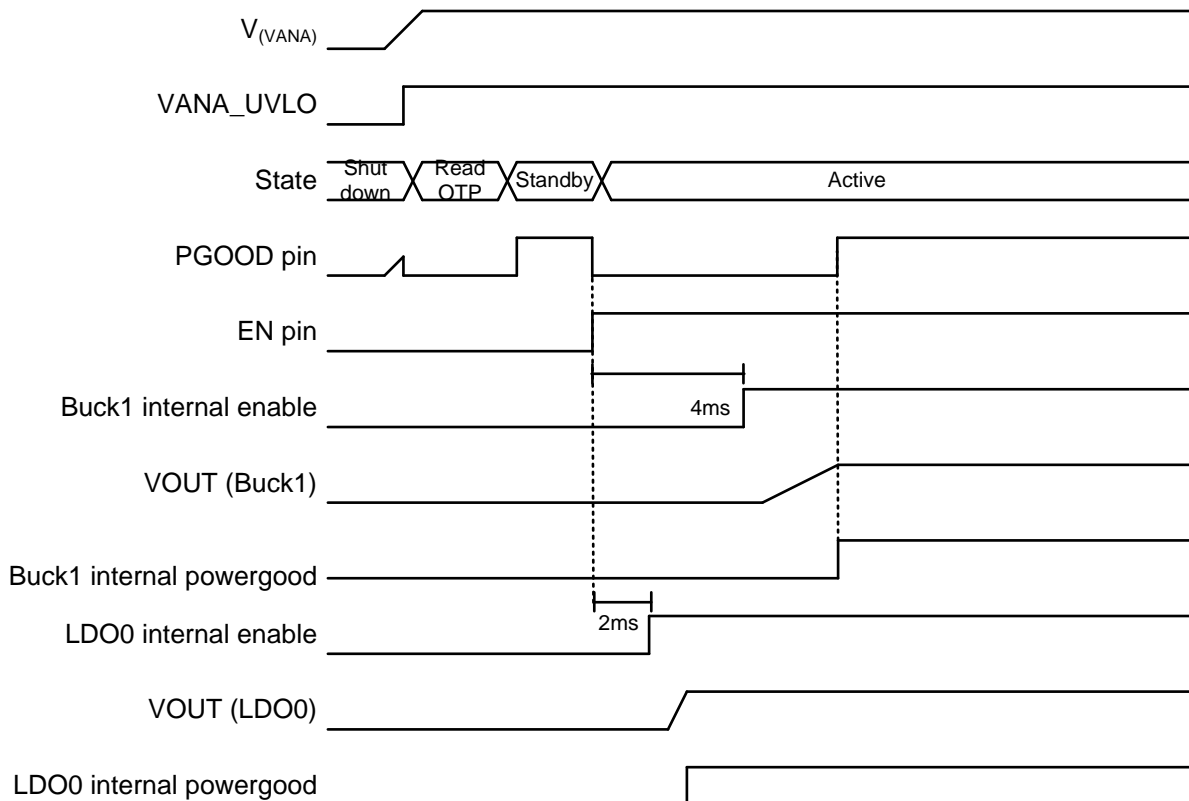 V(VANA)
VANA_UVLO
State
Shut
down
Read
OTP
Standby
Active
PGOOD pin
EN pin
Buck1 internal enable
4ms
VOUT (Buck1)
Buck1 internal powergood
2ms
LDO0 internal enable
VOUT (LDO0)
LDO0 internal powergood